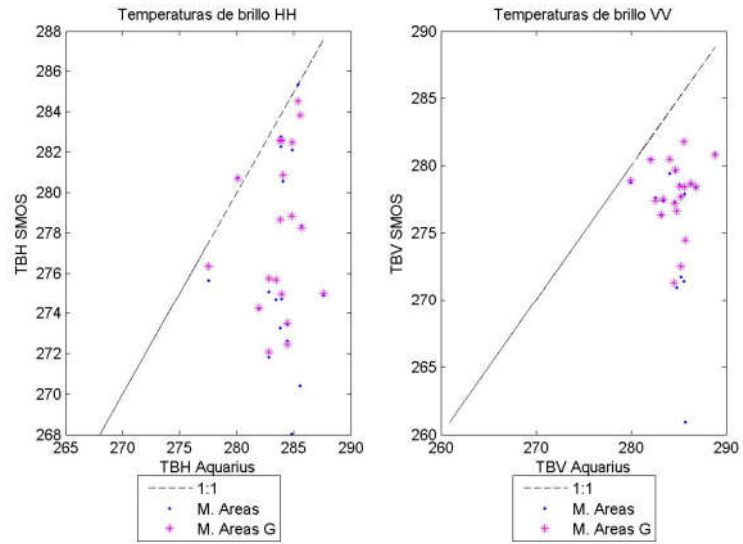 Temperaturas de brillo HH
288
286
284
282
280
278
276
274
272
270
268
TBH SMOS
265 270 275 280 285 290
TBH Aquarius
1:1
M. Areas
M. Areas G
Temperaturas de brillo VV
290
285
280
275
270
265
260
TBV SMOS
260 270 280 290
TBV Aquarius
1:1
M. Areas
M. Areas G